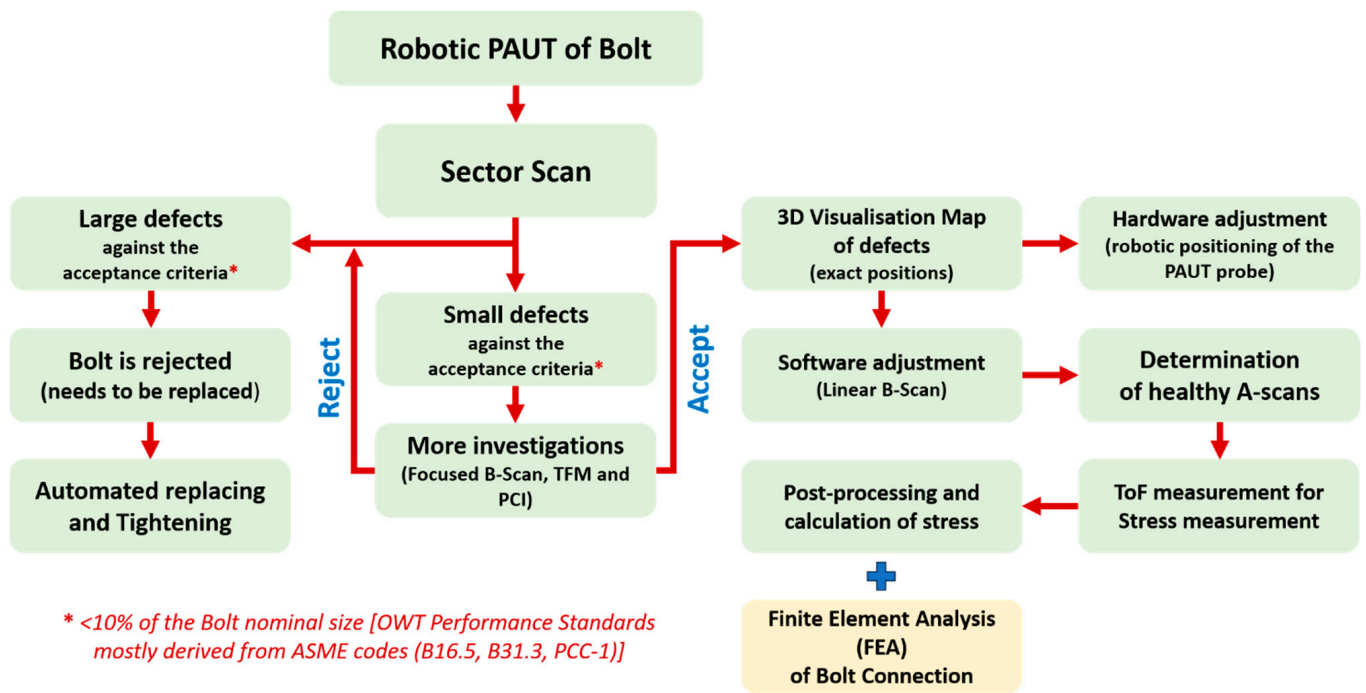 Robotic PAUT of Bolt
Sector Scan
Large defects
against the
acceptance criteria*
Bolt is rejected
(needs to be replaced)
Automated replacing
and Tightening
Reject
Small defects
against the
acceptance criteria*
More investigations
(Focused B-Scan, TFM and
PCI)
Accept
3D Visualisation Map
of defects
(exact positions)
Hardware adjustment
(robotic positioning of the
PAUT probe)
Software adjustment
(Linear B-Scan)
Determination
of healthy A-scans
ToF measurement for
Stress measurement
Post-processing and
calculation of stress
Finite Element Analysis
(FEA)
of Bolt Connection
* <10% of the Bolt nominal size [OWT Performance Standards
mostly derived from ASME codes (B16.5, B31.3, PCC-1)]